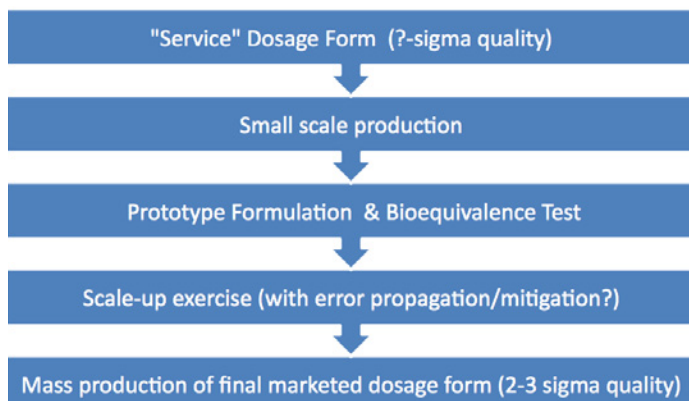 "Service" Dosage Form (?-sigma quality)
Small scale production
Prototype Formulation & Bioequivalence Test
Scale-up exercise (with error propagation/mitigation?)
Mass production of final marketed dosage form (2-3 sigma quality)